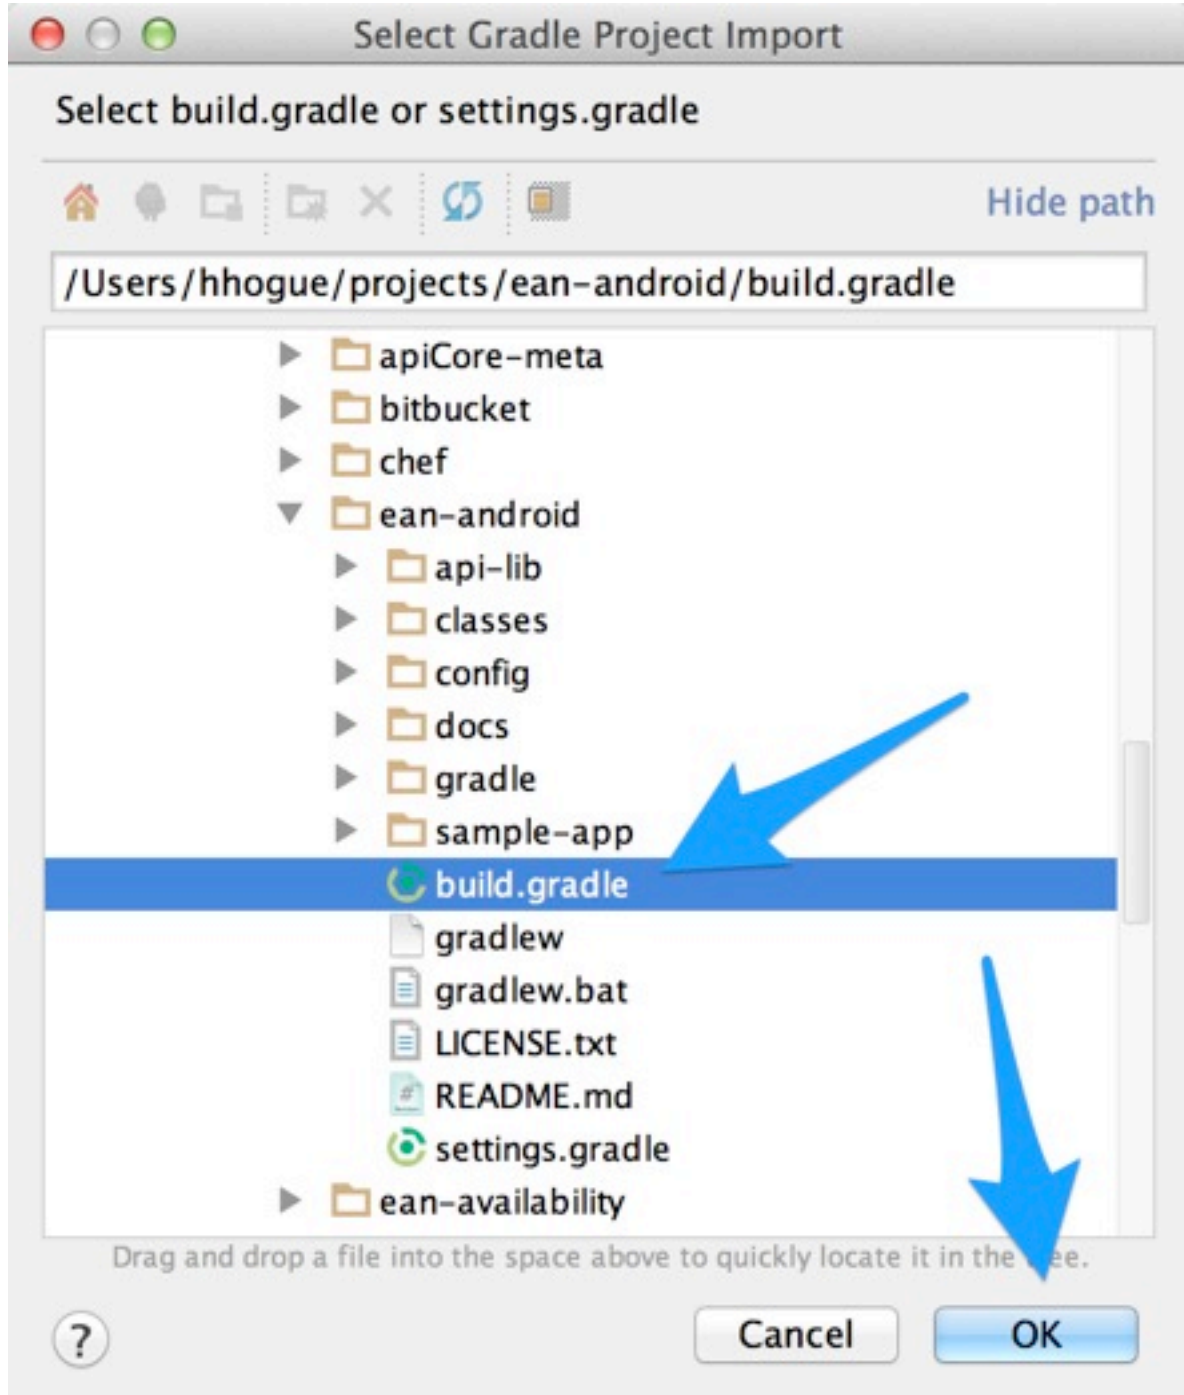 Select Gradle Project Import
Select build.gradle or settings.gradle
Hide path
/Users/hhogue/projects/ean-android/build.gradle
apiCore-meta
bitbucket
chef
ean-android
api-lib
classes
config
docs
gradle
sample-app
build.gradle
gradlew
gradlew.bat
LICENSE.txt
README.md
settings.gradle
ean-availability
Drag and drop a file into the space above to quickly locate it in the ee.
?
Cancel
OK